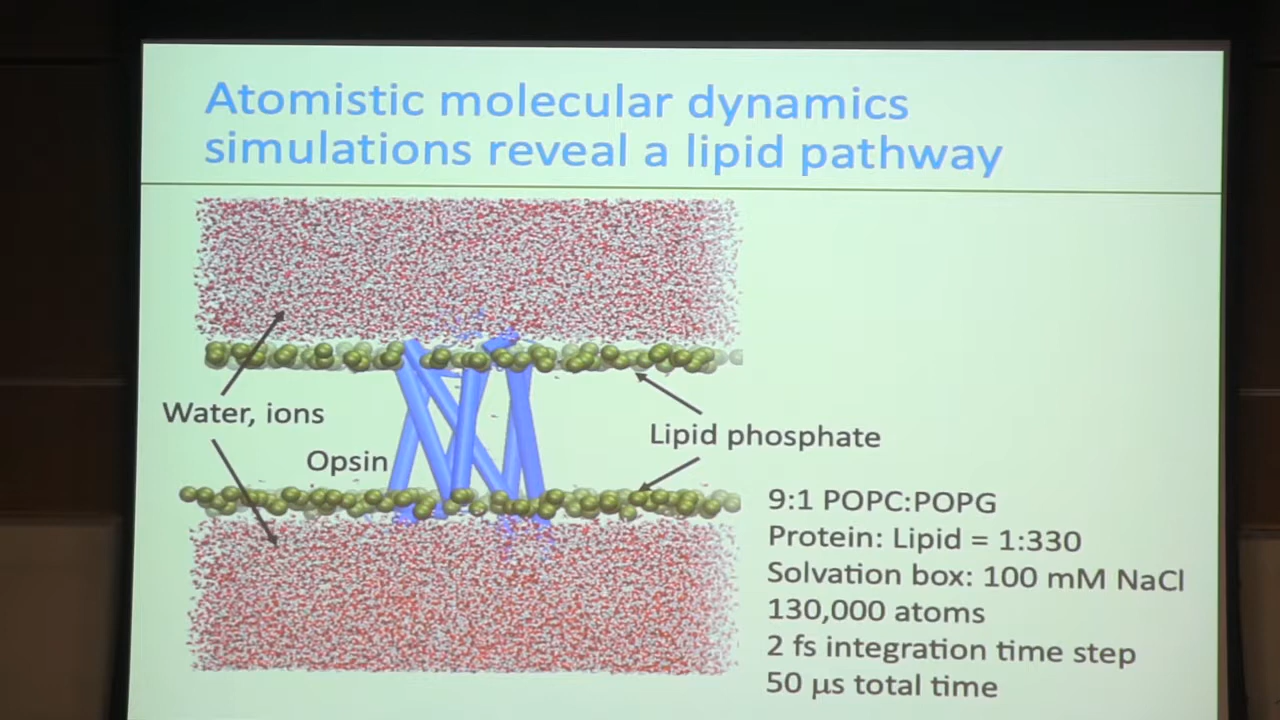 Atomistic molecular dynamics
simulations reveal a lipid pathway
Water, ions
Opsin
Lipid phosphate
9:1 POPC:POPG
Protein: Lipid = 1:330
Solvation box: 100 mM NaCl
130,000 atoms
2 fs integration time step
50 μs total time